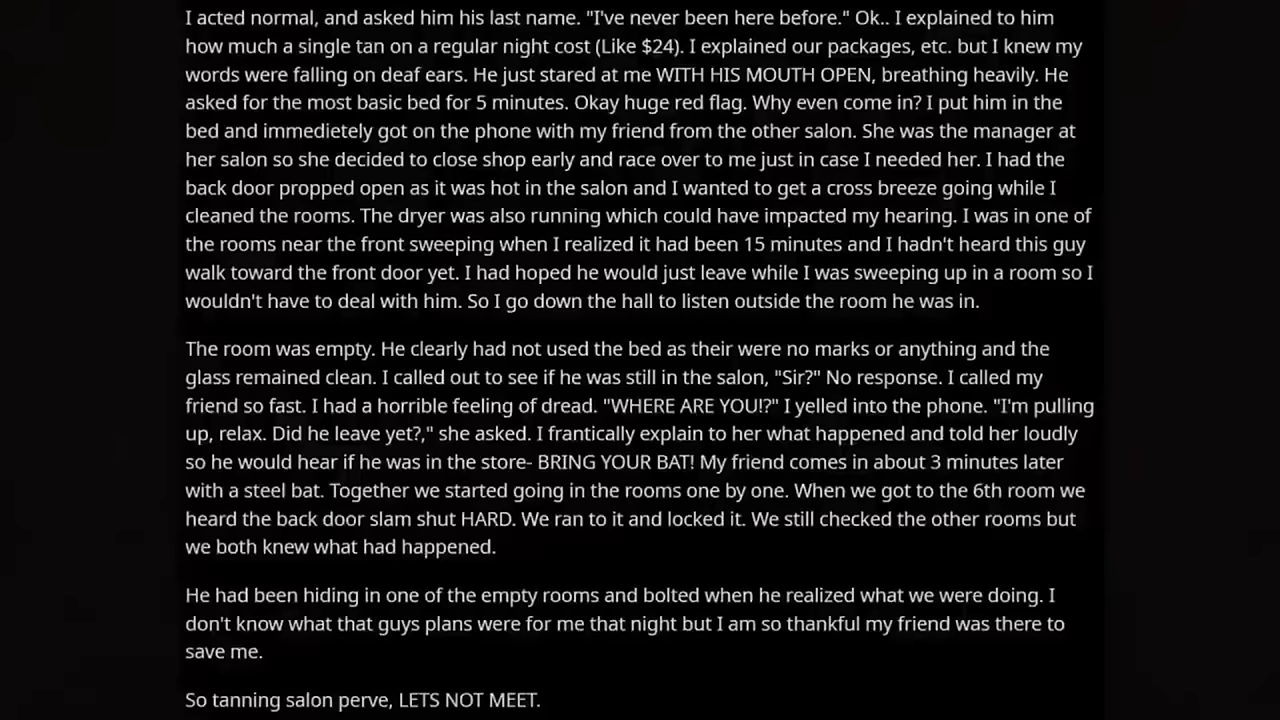 I acted normal, and asked him his last name. "I've never been here before." Ok.. I explained to him
how much a single tan on a regular night cost (Like $24). I explained our packages, etc. but I knew my
words were falling on deaf ears. He just stared at me WITH HIS MOUTH OPEN, breathing heavily. He
asked for the most basic bed for 5 minutes. Okay huge red flag. Why even come in? I put him in the
bed and immedietely got on the phone with my friend from the other salon. She was the manager at
her salon so she decided to close shop early and race over to me just in case I needed her. I had the
back door propped open as it was hot in the salon and I wanted to get a cross breeze going while I
cleaned the rooms. The dryer was also running which could have impacted my hearing. I was in one of
the rooms near the front sweeping when I realized it had been 15 minutes and I hadn't heard this guy
walk toward the front door yet. I had hoped he would just leave while I was sweeping up in a room so I
wouldn't have to deal with him. So I go down the hall to listen outside the room he was in.
The room was empty. He clearly had not used the bed as their were no marks or anything and the
glass remained clean. I called out to see if he was still in the salon, "Sir?" No response. I called my
friend so fast. I had a horrible feeling of dread. "WHERE ARE YOU!?" I yelled into the phone. "I'm pulling
up, relax. Did he leave yet?," she asked. I frantically explain to her what happened and told her loudly
so he would hear if he was in the store- BRING YOUR BAT! My friend comes in about 3 minutes later
with a steel bat. Together we started going in the rooms one by one. When we got to the 6th room we
heard the back door slam shut HARD. We ran to it and locked it. We still checked the other rooms but
we both knew what had happened.
He had been hiding in one of the empty rooms and bolted when he realized what we were doing. I
don't know what that guys plans were for me that night but I am so thankful my friend was there to
save me.
So tanning salon perve, LETS NOT MEET.